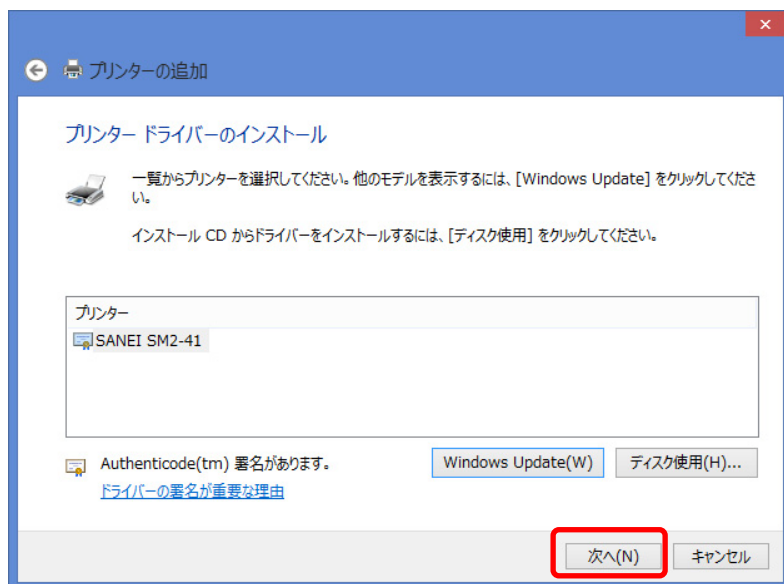 プリンターの追加
プリンター ドライバーのインストール
一覧からプリンターを選択してください。他のモデルを表示するには、[Windows Update] をクリックしてくださ
い。
インストール CD からドライバーをインストールするには、[ディスク使用] をクリックしてください。
プリンター
SANEI SM2-41
Authenticode(tm) 署名があります。
Windows Update(W)
ディスク使用(H)...
ドライバーの署名が重要な理由
次へ(N)
キャンセル